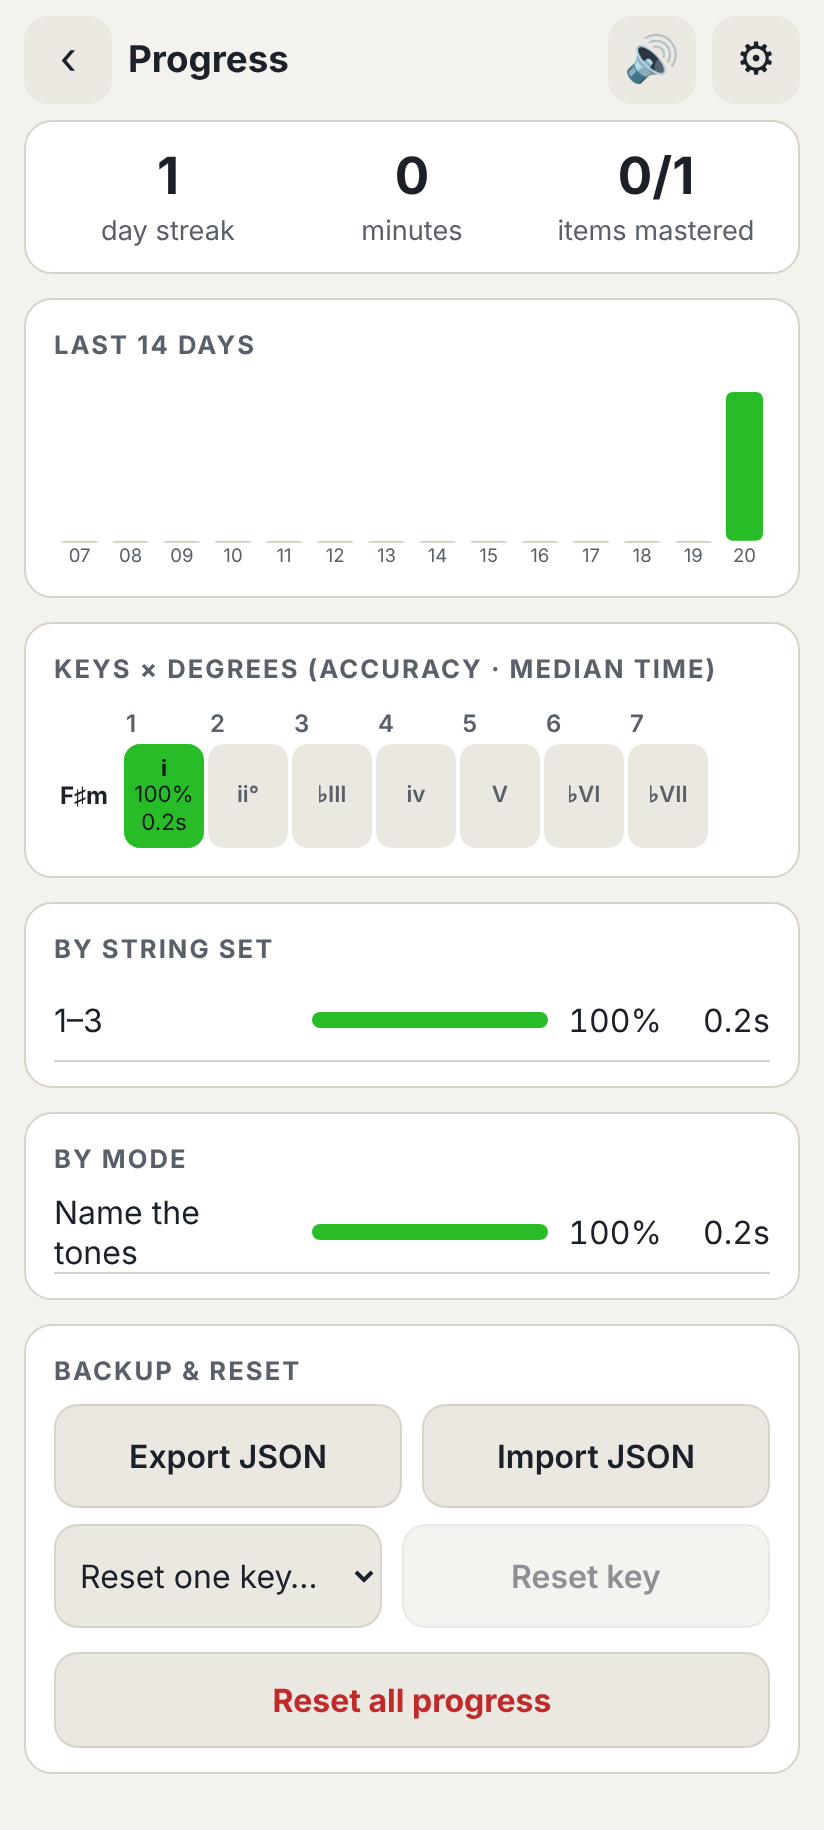 ‹ Progress 🔊 ⚙
1 0 0/1
day streak minutes items mastered
LAST 14 DAYS
07 08 09 10 11 12 13 14 15 16 17 18 19 20
KEYS × DEGREES (ACCURACY · MEDIAN TIME)
1 2 3 4 5 6 7
F♯m i 100% 0.2s ii° ♭III iv V ♭VI ♭VII
BY STRING SET
1–3 100% 0.2s
BY MODE
Name the tones 100% 0.2s
BACKUP & RESET
Export JSON Import JSON
Reset one key... Reset key
Reset all progress